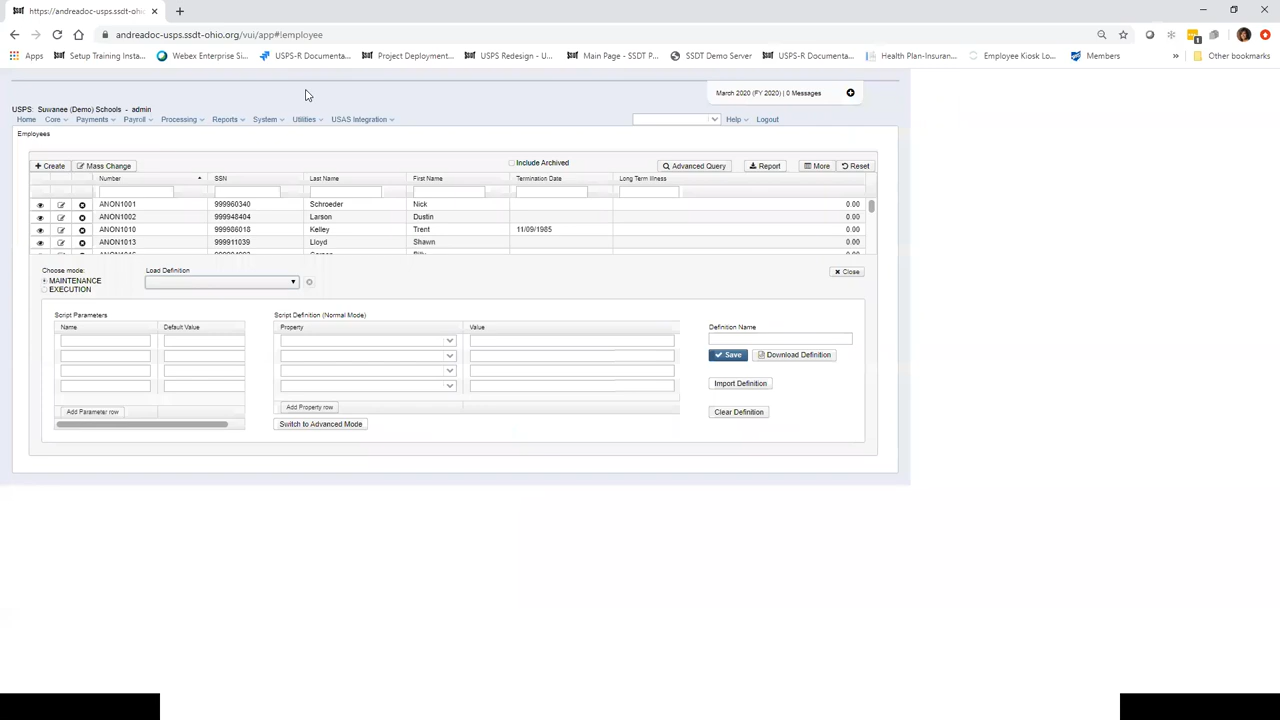 https://andreadoc-usps.ssdt-ohio
andreadoc-usps.ssdt-ohio.org/vui/app#!employee
Apps Setup Training Insta... Webex Enterprise Si... USPS-R Documenta... Project Deployment... USPS Redesign - U... Main Page - SSDT P... SSDT Demo Server USPS-R Documenta... Health Plan-Insuran... Employee Kiosk Lo... Members » Other bookmarks
March 2020 (FY 2020) | 0 Messages
USPS: Suwanee (Demo) Schools - admin
Home Core Payments Payroll Processing Reports System Utilities USAS Integration Help Logout
Employees
Create Mass Change Include Archived Advanced Query Report More Reset
Number SSN Last Name First Name Termination Date Long Term Illness
ANON1001 999960340 Schroeder Nick 0.00
ANON1002 999948404 Larson Dustin 0.00
ANON1010 999986018 Kelley Trent 11/09/1985 0.00
ANON1013 999911039 Lloyd Shawn 0.00
Choose mode: Load Definition Close
MAINTENANCE
EXECUTION
Script Parameters Script Definition (Normal Mode)
Name Default Value Property Value Definition Name
Save Download Definition
Import Definition
Add Parameter row Add Property row Clear Definition
Switch to Advanced Mode